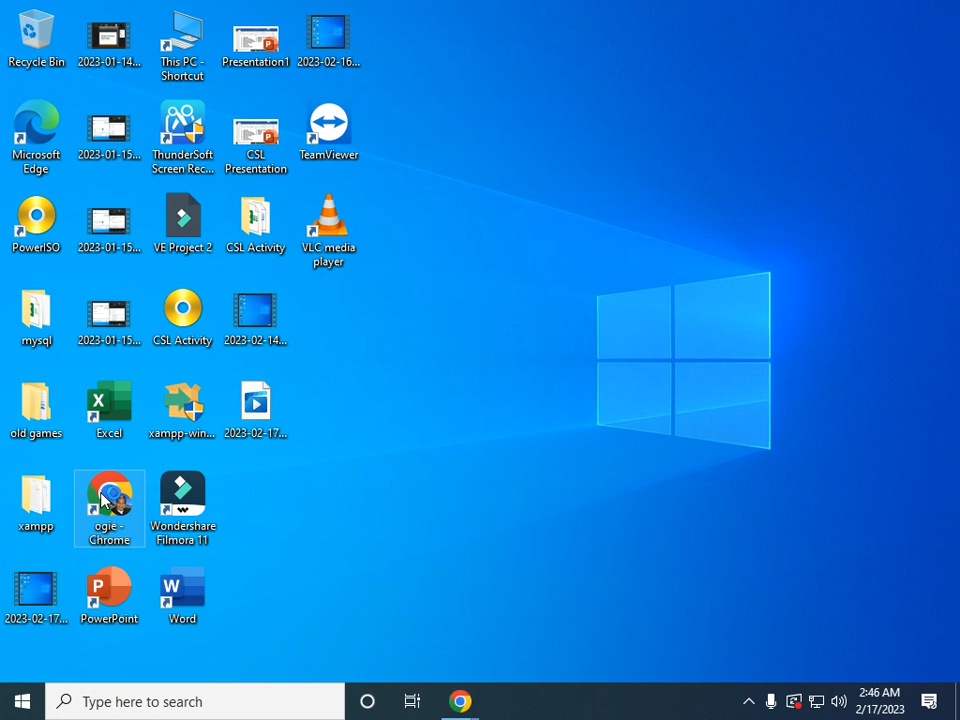 Recycle Bin
2023-01-14...
This PC -
Shortcut
Presentation1
2023-02-16...
Microsoft
Edge
2023-01-15...
ThunderSoft
Screen Rec...
CSL
Presentation
TeamViewer
PowerISO
2023-01-15...
VE Project 2
CSL Activity
VLC media
player
mysql
2023-01-15...
CSL Activity
2023-02-14...
old games
Excel
xampp-win...
2023-02-17...
xampp
ogie -
Chrome
Wondershare
Filmora 11
2023-02-17...
PowerPoint
Word
Type here to search
2:46 AM
2/17/2023